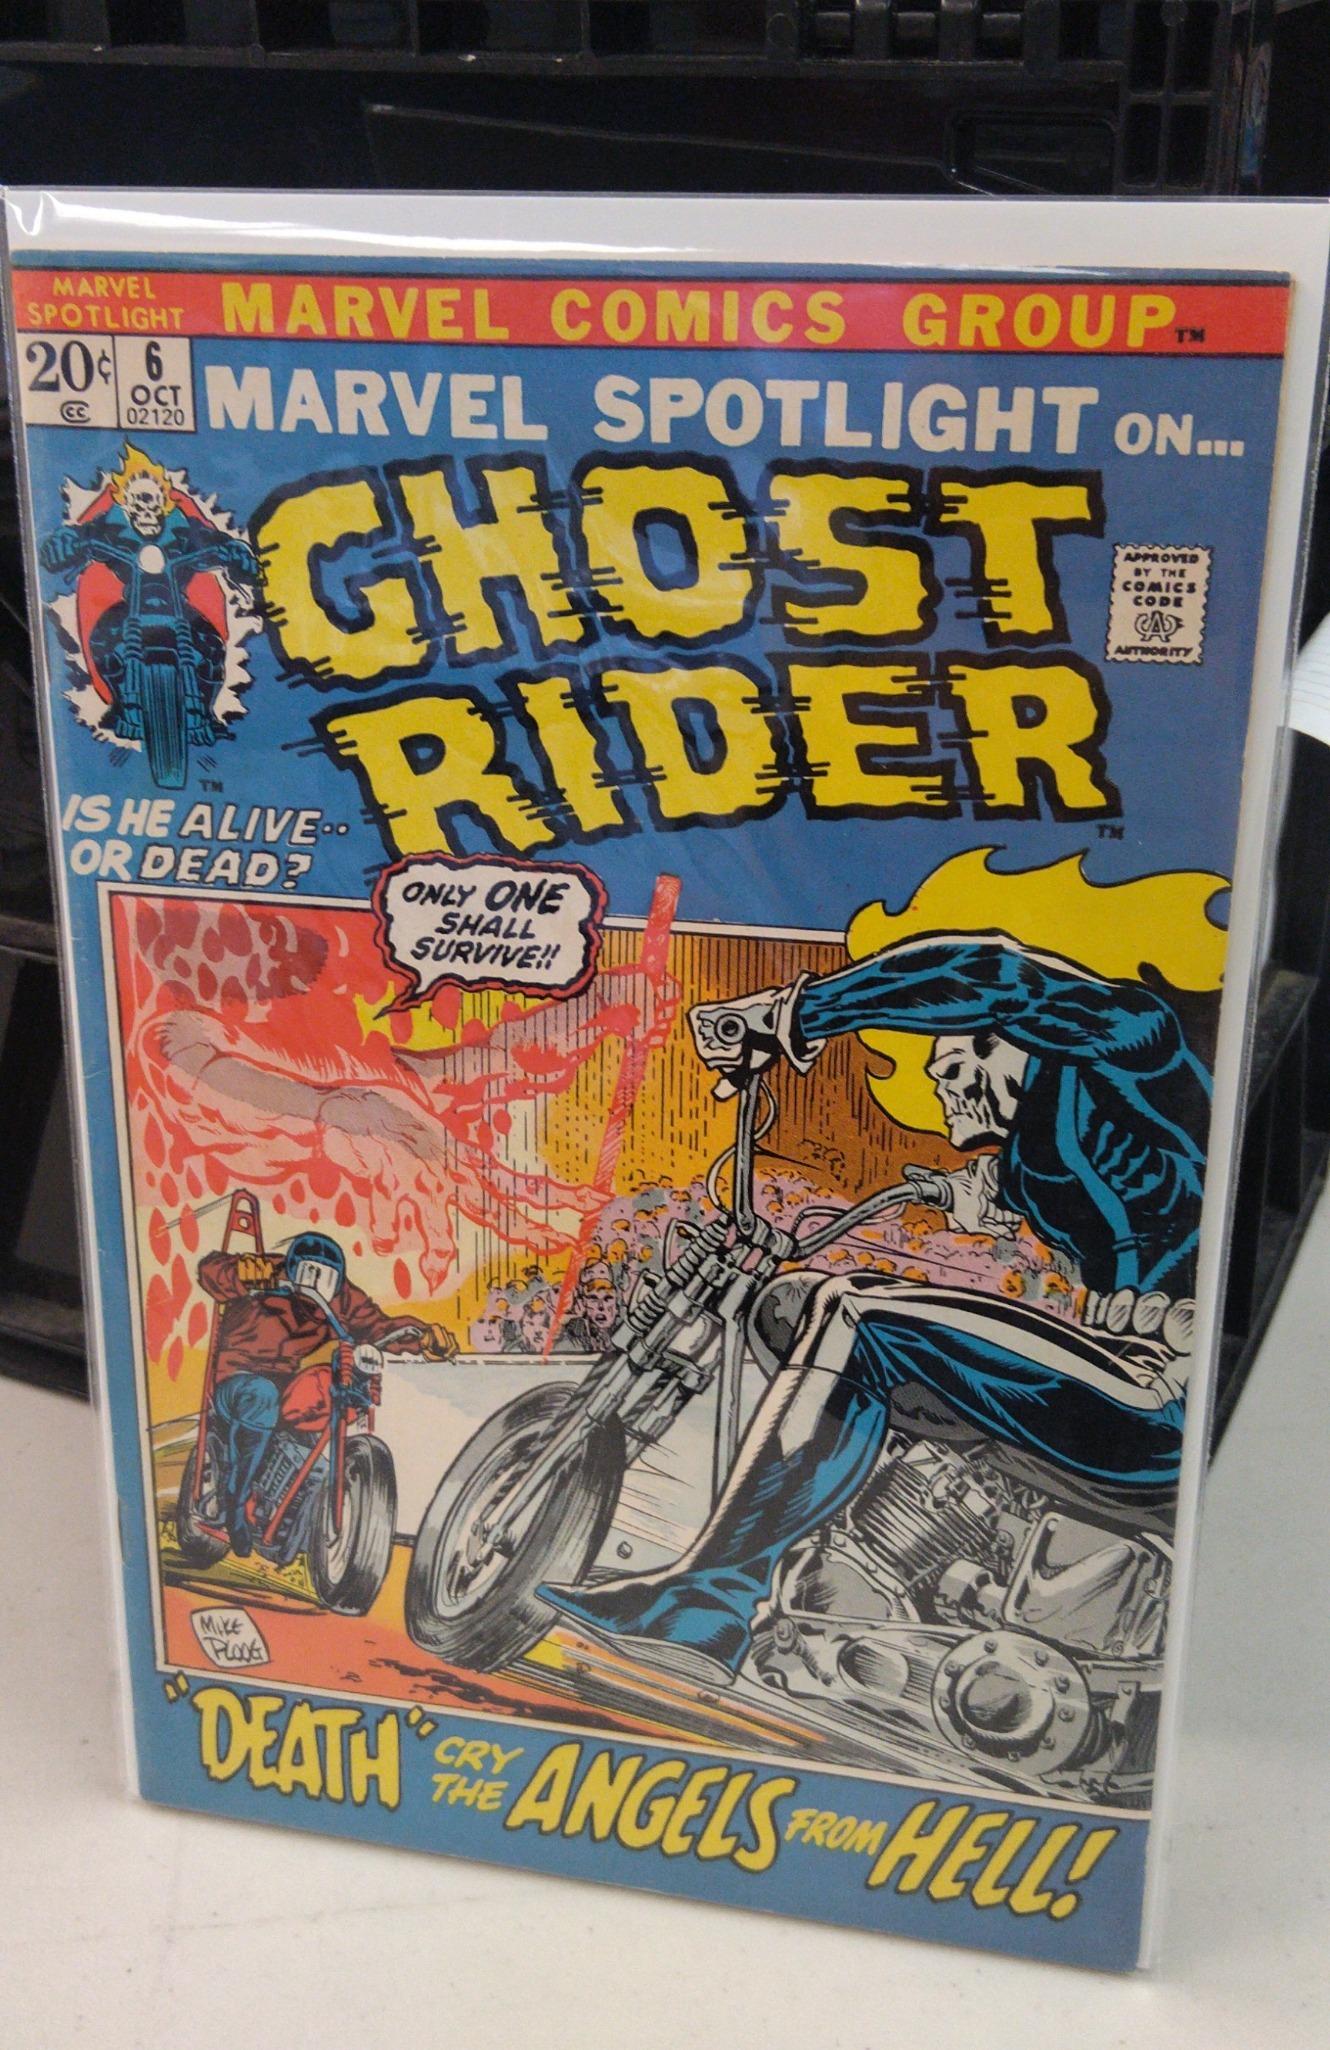 MARVEL
SPOTLIGHT
MARVEL COMICS GROUP™
20¢
CC
6
OCT
02120
MARVEL SPOTLIGHT ON...
GHOST
RIDER
TM
TM
APPROVED
BY THE
COMICS
CODE
CA
AUTHORITY
IS HE ALIVE..
OR DEAD?
ONLY ONE
SHALL
SURVIVE!!
MIKE
PLOOG
"DEATH" CRY
THE ANGELS FROM HELL!